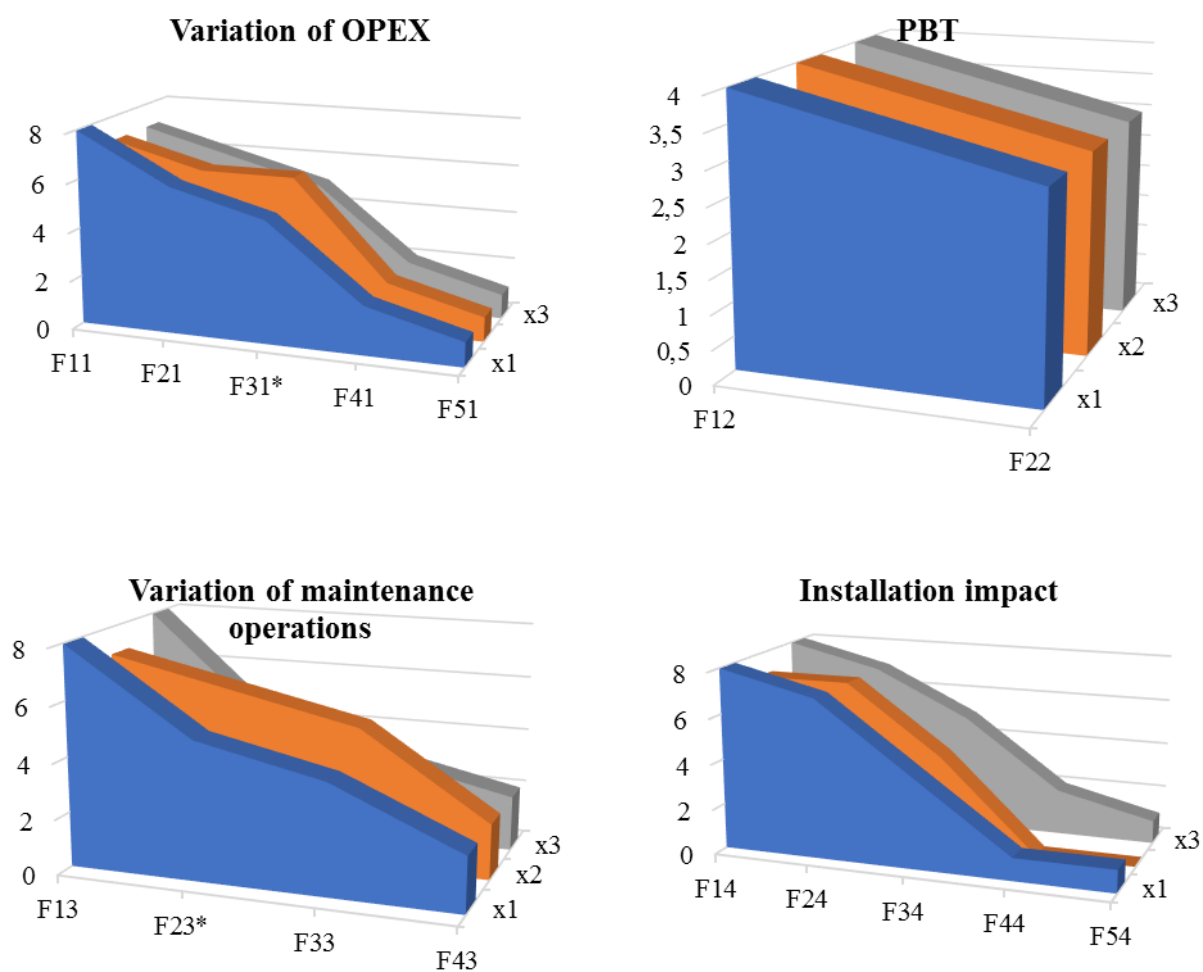 Variation of OPEX
8
6
4
2
0
F11
F21
F31*
F41
F51
x1
x3
PBT
4
3,5
3
2,5
2
1,5
1
0,5
0
F12
F22
x1
x2
x3
Variation of maintenance
operations
8
6
4
2
0
F13
F23*
F33
F43
x1
x2
x3
Installation impact
8
6
4
2
0
F14
F24
F34
F44
F54
x1
x3